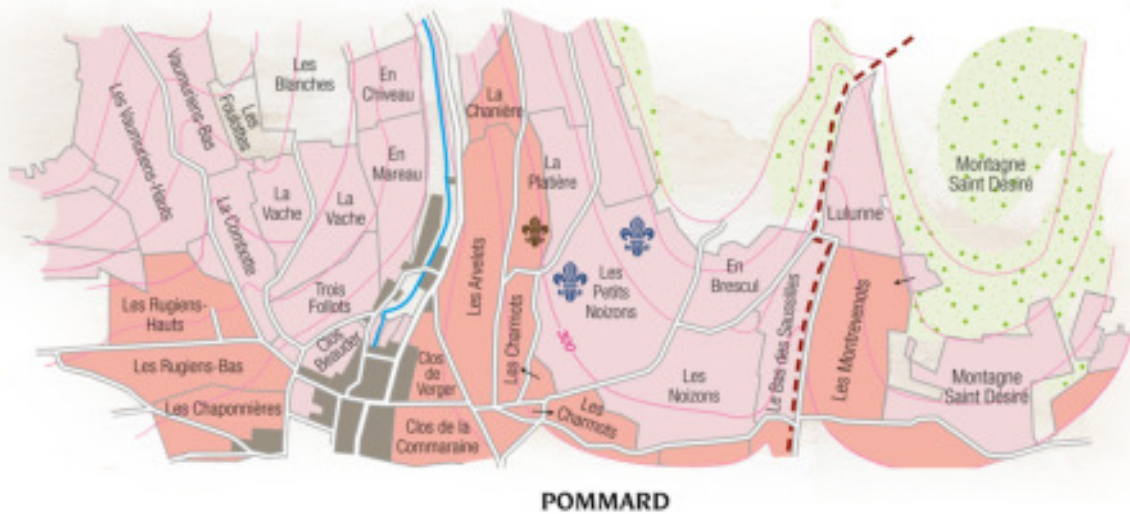 Les
Blanches
Vaumuriens-Bas
Les
Foulottes
Les Vaumuriens-Hauts
En
Chiveau
La
Chanière
En
Mareau
La
Platière
La
Vache
La
Vache
La Combotte
Montagne
Saint Désiré
Lulunne
Les Rugiens-
Hauts
Trois
Follots
Les Arvelets
Les
Petits
Noizons
En
Brescul
Clos
Beauder
Les Charmots
300
Le Bas des Saussilles
Les Montrevenots
Les Rugiens-Bas
Clos
de
Verger
Les
Noizons
Montagne
Saint Désiré
Les Chaponnières
Clos de la
Commaraine
Les
Charmots
POMMARD